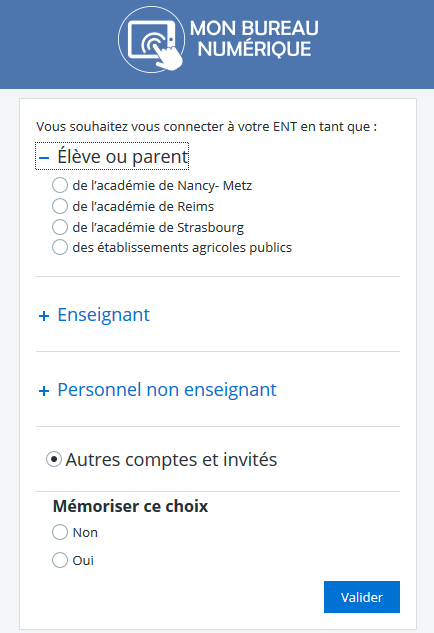 MON BUREAU
NUMÉRIQUE
Vous souhaitez vous connecter à votre ENT en tant que :
− Élève ou parent
de l'académie de Nancy- Metz
de l'académie de Reims
de l'académie de Strasbourg
des établissements agricoles publics
+ Enseignant
+ Personnel non enseignant
Autres comptes et invités
Mémoriser ce choix
Non
Oui
Valider